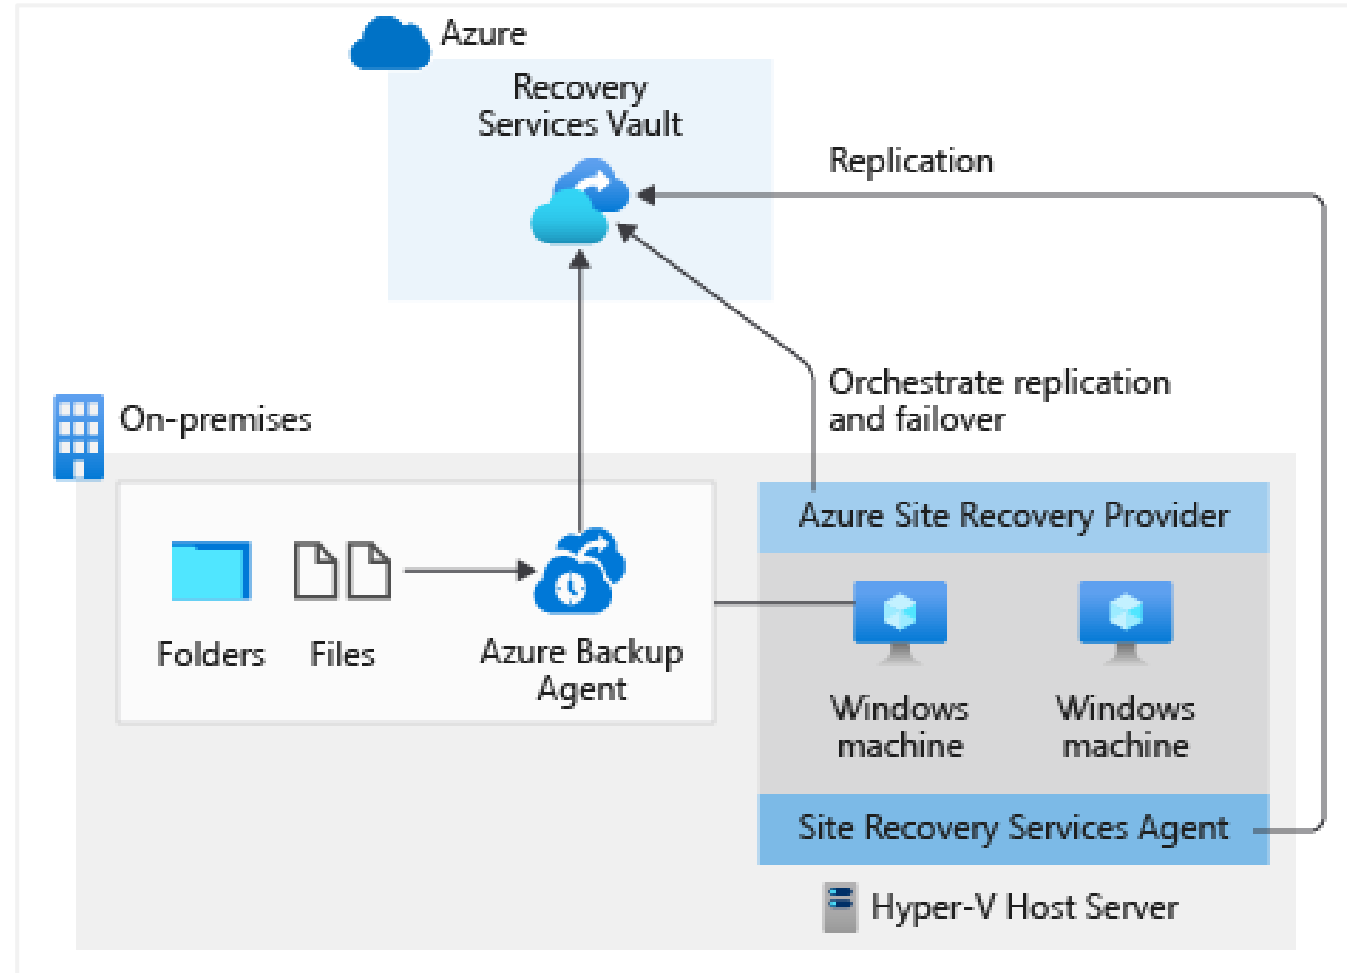 Azure
Recovery
Services Vault
Replication
Orchestrate replication
and failover
On-premises
Azure Site Recovery Provider
Folders
Files
Azure Backup
Agent
Windows
machine
Windows
machine
Site Recovery Services Agent
Hyper-V Host Server